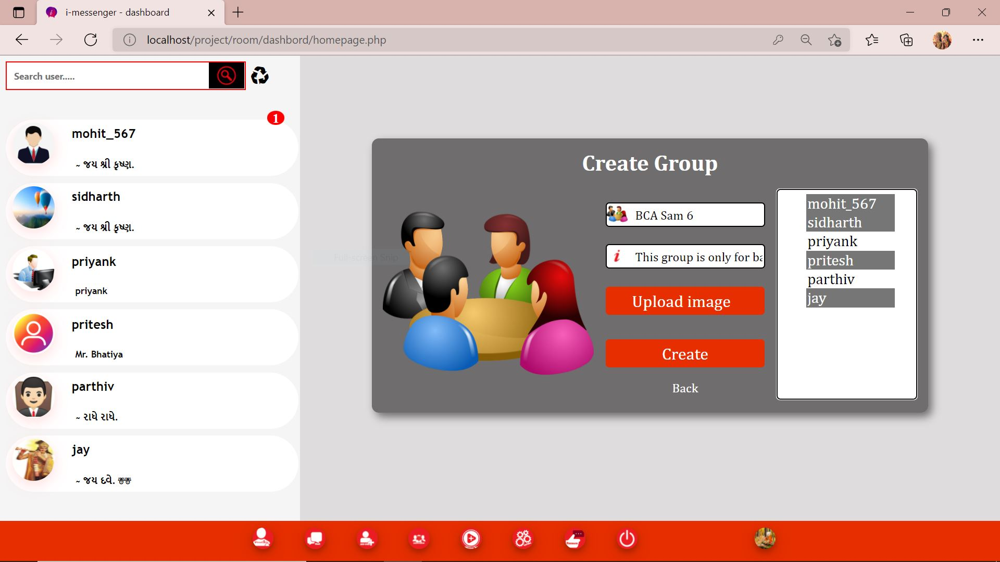 i-messenger - dashboard
localhost/project/room/dashbord/homepage.php
Search user.....
1
mohit_567
~ જય શ્રી કૃષ્ણ.
sidharth
~ જય શ્રી કૃષ્ણ.
priyank
priyank
pritesh
Mr. Bhatiya
parthiv
~ રાધે રાધે.
jay
~ જય દવે. 🎊🎊
Full-screen Snip
Create Group
BCA Sam 6
i This group is only for ba
Upload image
Create
Back
mohit_567
sidharth
priyank
pritesh
parthiv
jay